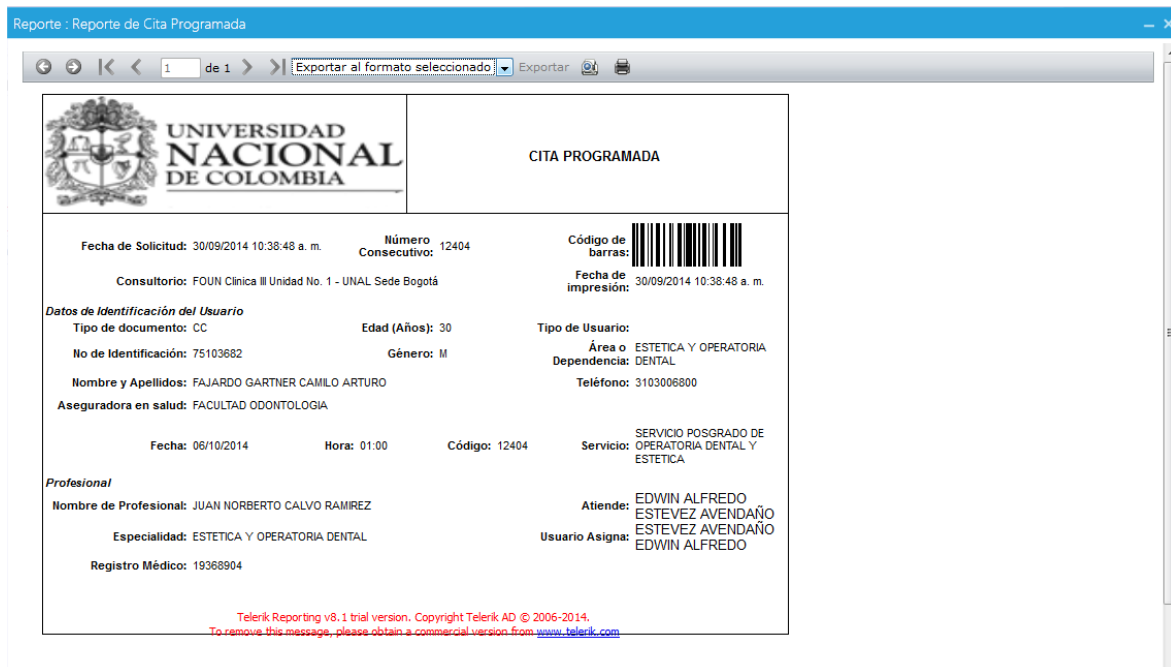 Reporte : Reporte de Cita Programada
1 de 1 Exportar al formato seleccionado Exportar
UNIVERSIDAD
NACIONAL
DE COLOMBIA
CITA PROGRAMADA
Fecha de Solicitud: 30/09/2014 10:38:48 a. m. Número Consecutivo: 12404 Código de barras:
Consultorio: FOUN Clinica III Unidad No. 1 - UNAL Sede Bogotá Fecha de impresión: 30/09/2014 10:38:48 a. m.
Datos de Identificación del Usuario
Tipo de documento: CC Edad (Años): 30 Tipo de Usuario:
No de Identificación: 75103682 Género: M Área o Dependencia: ESTETICA Y OPERATORIA DENTAL
Nombre y Apellidos: FAJARDO GARTNER CAMILO ARTURO Teléfono: 3103006800
Aseguradora en salud: FACULTAD ODONTOLOGIA
Fecha: 06/10/2014 Hora: 01:00 Código: 12404 Servicio: SERVICIO POSGRADO DE OPERATORIA DENTAL Y ESTETICA
Profesional
Nombre de Profesional: JUAN NORBERTO CALVO RAMIREZ Atiende: EDWIN ALFREDO ESTEVEZ AVENDAÑO
Especialidad: ESTETICA Y OPERATORIA DENTAL Usuario Asigna: ESTEVEZ AVENDAÑO EDWIN ALFREDO
Registro Médico: 19368904
Telerik Reporting v8.1 trial version. Copyright Telerik AD © 2006-2014.
To remove this message, please obtain a commercial version from www.telerik.com